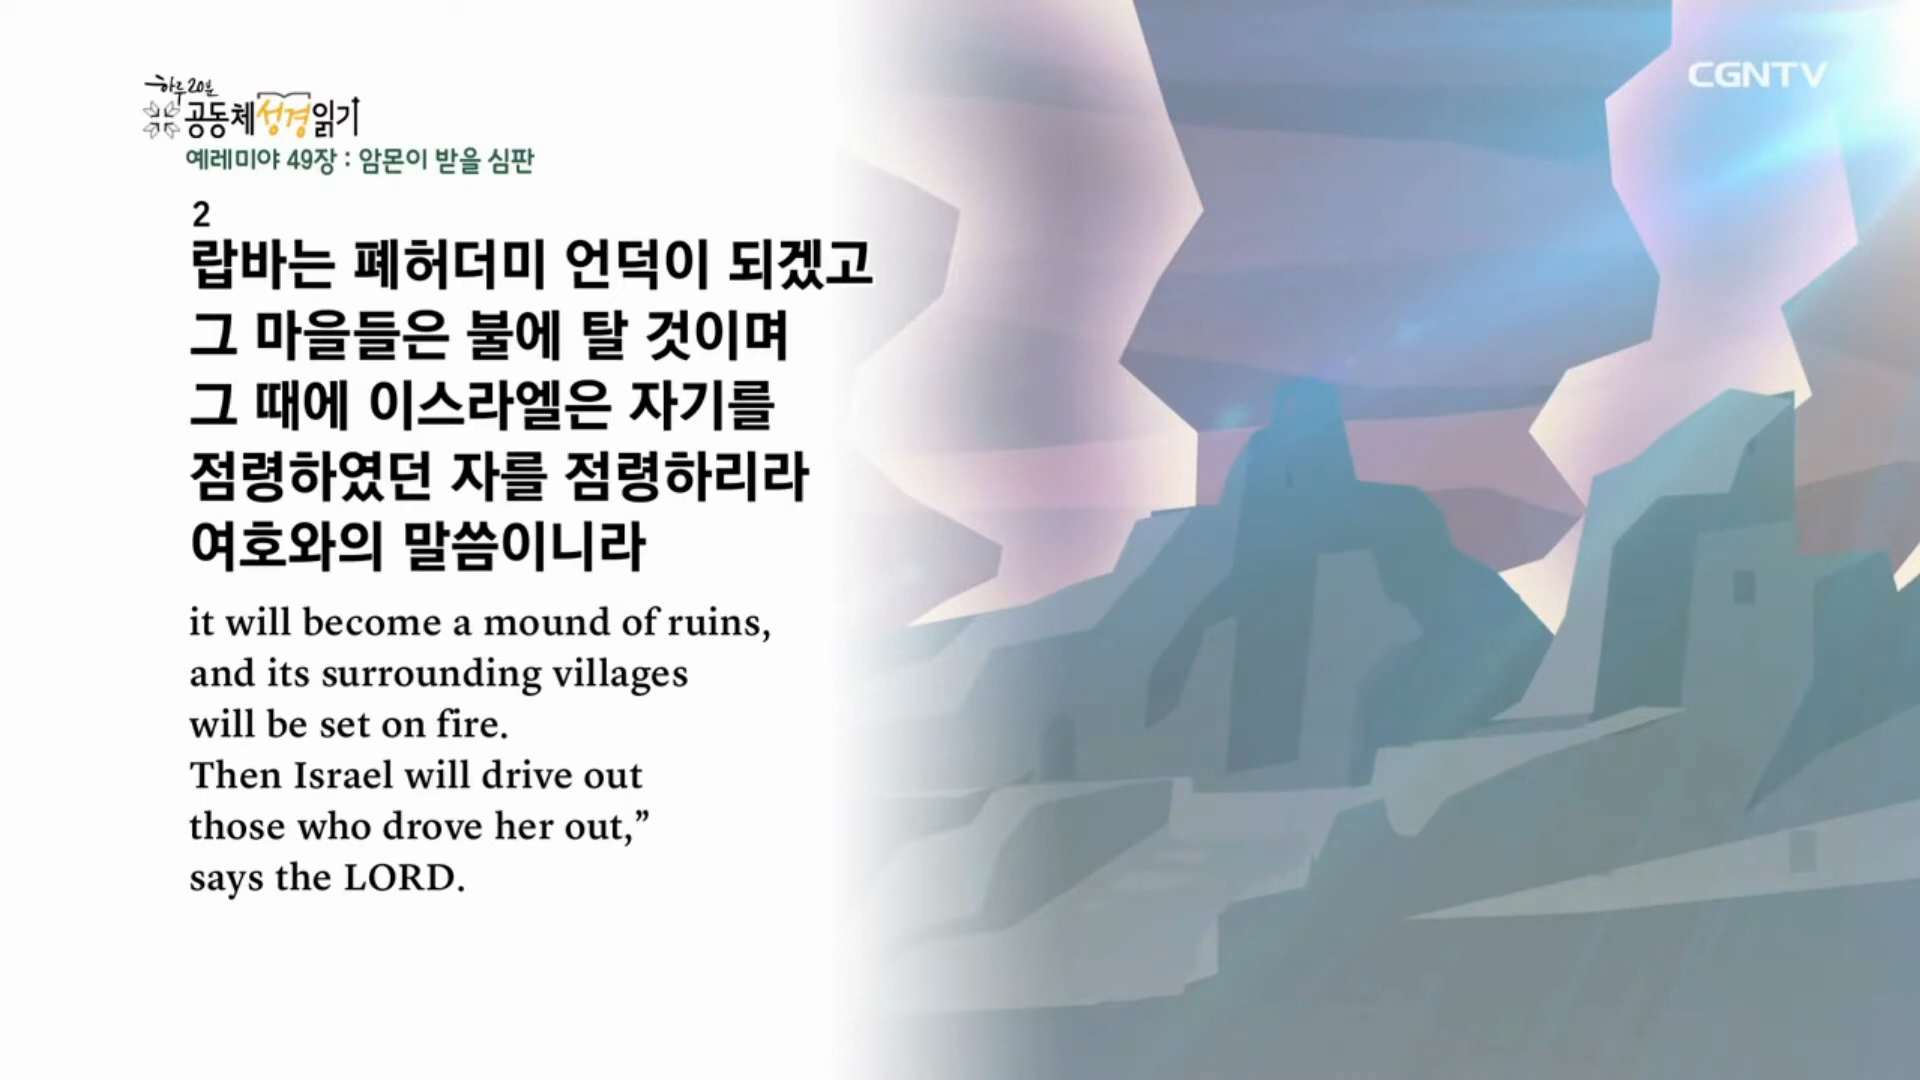 하루 20분
공동체성경읽기
CGNTV
예레미야 49장 : 암몬이 받을 심판
2
랍바는 폐허더미 언덕이 되겠고
그 마을들은 불에 탈 것이며
그 때에 이스라엘은 자기를
점령하였던 자를 점령하리라
여호와의 말씀이니라
it will become a mound of ruins,
and its surrounding villages
will be set on fire.
Then Israel will drive out
those who drove her out,”
says the LORD.